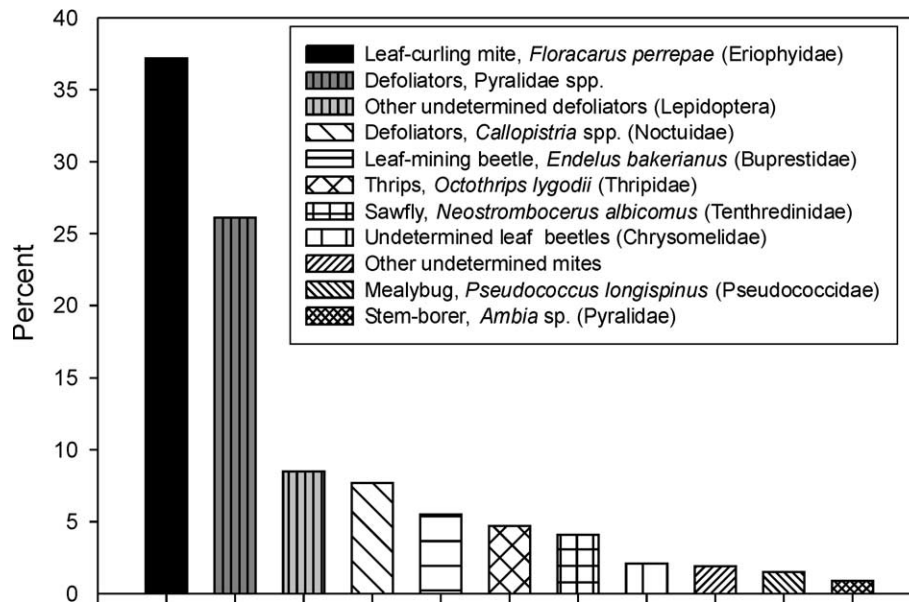 40
35
30
25
20
15
10
5
0
Percent
Leaf-curling mite, Floracarus perrepae (Eriophyidae)
Defoliators, Pyralidae spp.
Other undetermined defoliators (Lepidoptera)
Defoliators, Callopistria spp. (Noctuidae)
Leaf-mining beetle, Endelus bakerianus (Buprestidae)
Thrips, Octothrips lygodii (Thripidae)
Sawfly, Neostrombocerus albicomus (Tenthredinidae)
Undetermined leaf beetles (Chrysomelidae)
Other undetermined mites
Mealybug, Pseudococcus longispinus (Pseudococcidae)
Stem-borer, Ambia sp. (Pyralidae)